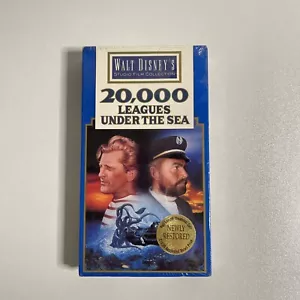 WALT DISNEY'S
STUDIO FILM COLLECTION
20,000
LEAGUES
UNDER THE SEA
NEWLY
RESTORED